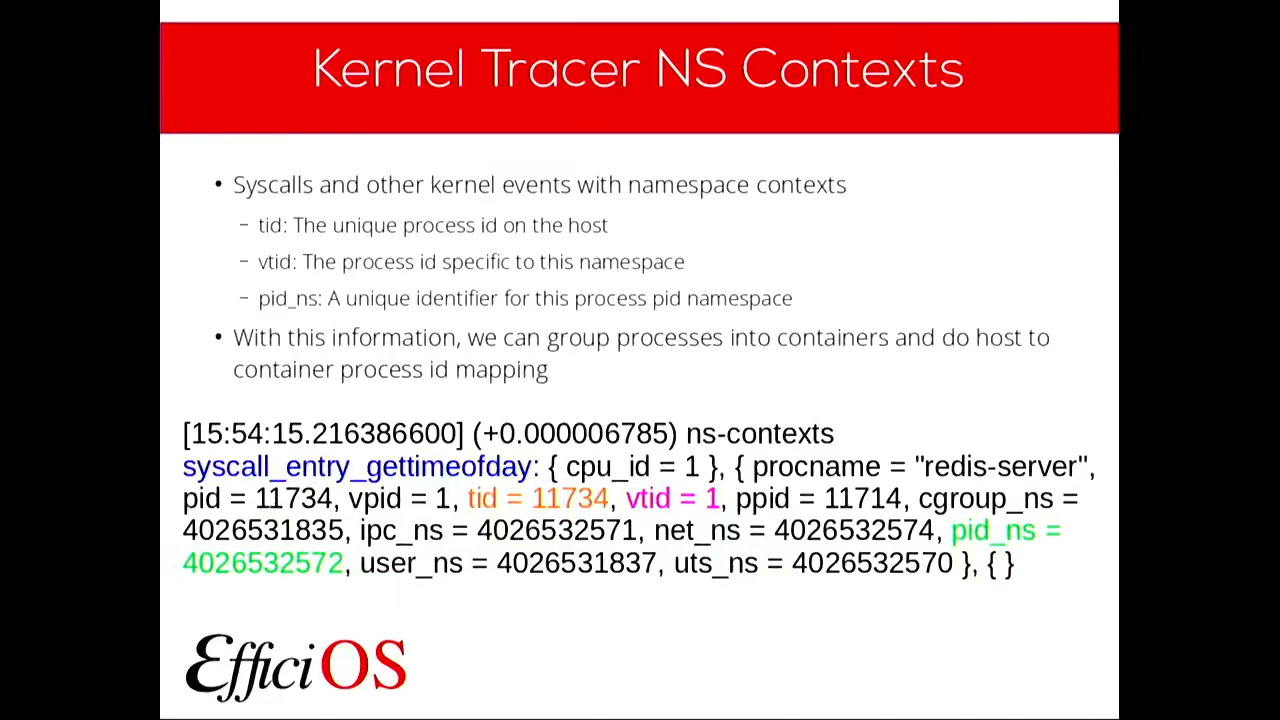 Kernel Tracer NS Contexts
• Syscalls and other kernel events with namespace contexts
– tid: The unique process id on the host
– vtid: The process id specific to this namespace
– pid_ns: A unique identifier for this process pid namespace
• With this information, we can group processes into containers and do host to
container process id mapping
[15:54:15.216386600] (+0.000006785) ns-contexts
syscall_entry_gettimeofday: { cpu_id = 1 }, { procname = "redis-server",
pid = 11734, vpid = 1, tid = 11734, vtid = 1, ppid = 11714, cgroup_ns =
4026531835, ipc_ns = 4026532571, net_ns = 4026532574, pid_ns =
4026532572, user_ns = 4026531837, uts_ns = 4026532570 }, { }
EfficiOS